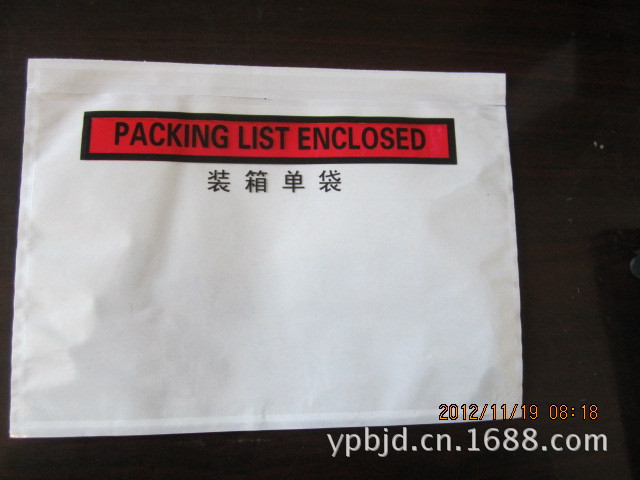 PACKING LIST ENCLOSED
装箱单袋
2012/11/19 08:18
ypbjd.cn.1688.com